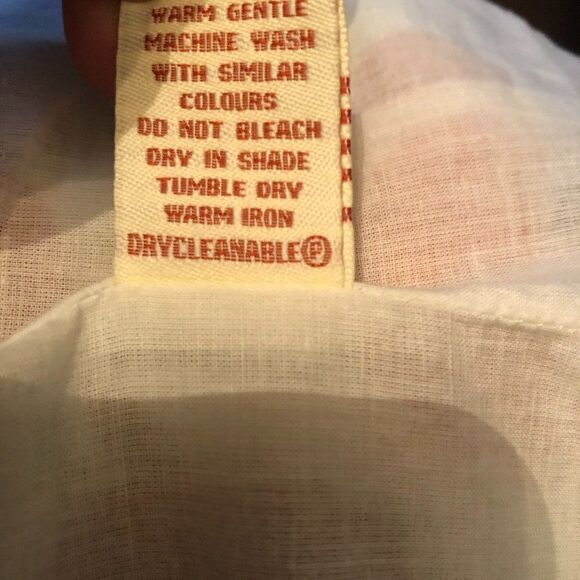 WARM GENTLE
MACHINE WASH
WITH SIMILAR
COLOURS
DO NOT BLEACH
DRY IN SHADE
TUMBLE DRY
WARM IRON
DRYCLEANABLE Ⓟ